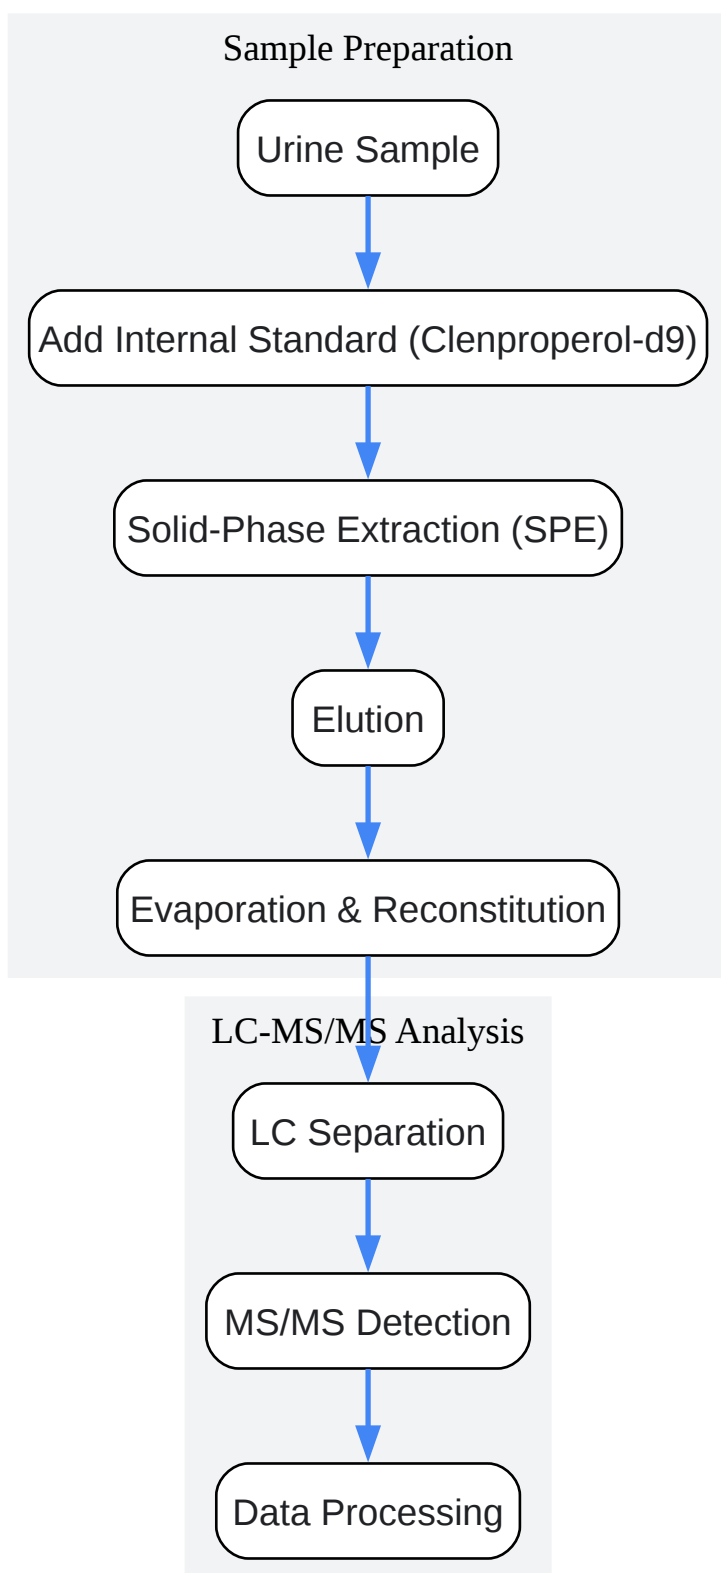 Sample Preparation
Urine Sample
Add Internal Standard (Clenproperol-d9)
Solid-Phase Extraction (SPE)
Elution
Evaporation & Reconstitution
LC-MS/MS Analysis
LC Separation
MS/MS Detection
Data Processing